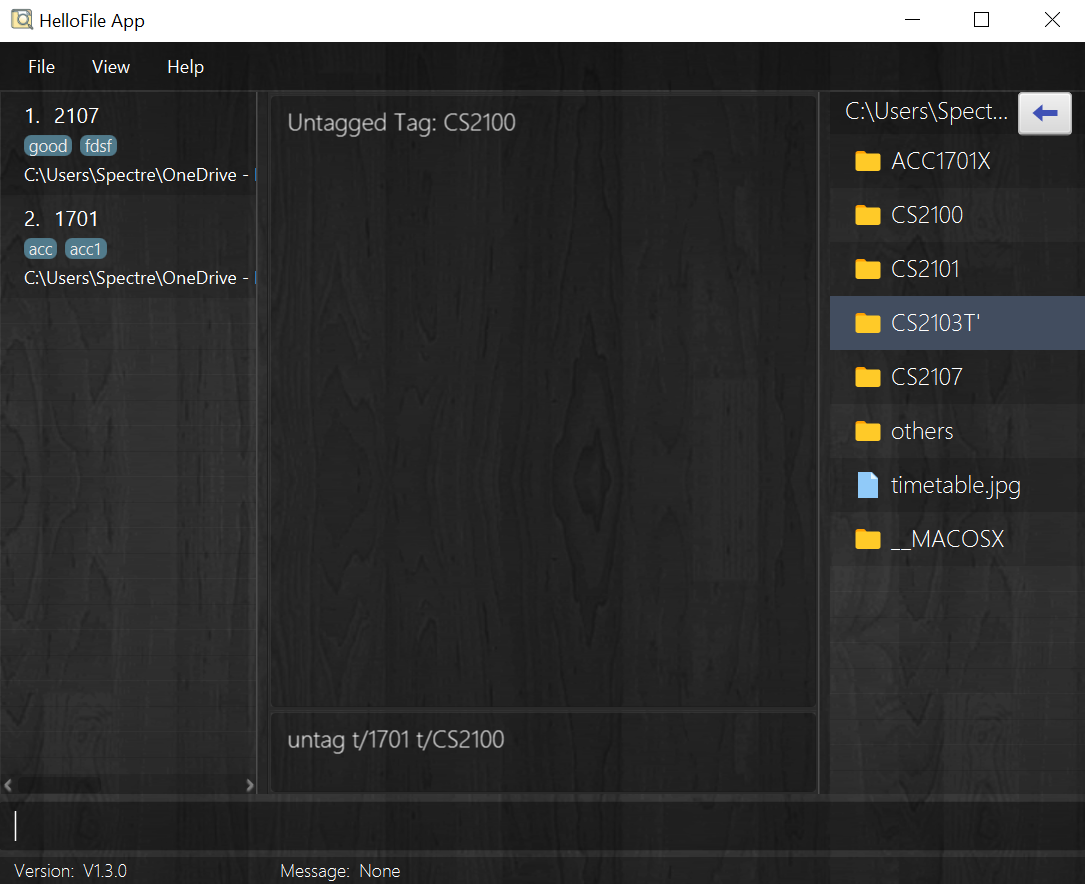 HelloFile App
File View Help
1. 2107
good fdsf
C:\Users\Spectre\OneDrive -
2. 1701
acc acc1
C:\Users\Spectre\OneDrive -
Untagged Tag: CS2100
untag t/1701 t/CS2100
C:\Users\Spect...
ACC1701X
CS2100
CS2101
CS2103T'
CS2107
others
timetable.jpg
__MACOSX
Version: V1.3.0
Message: None